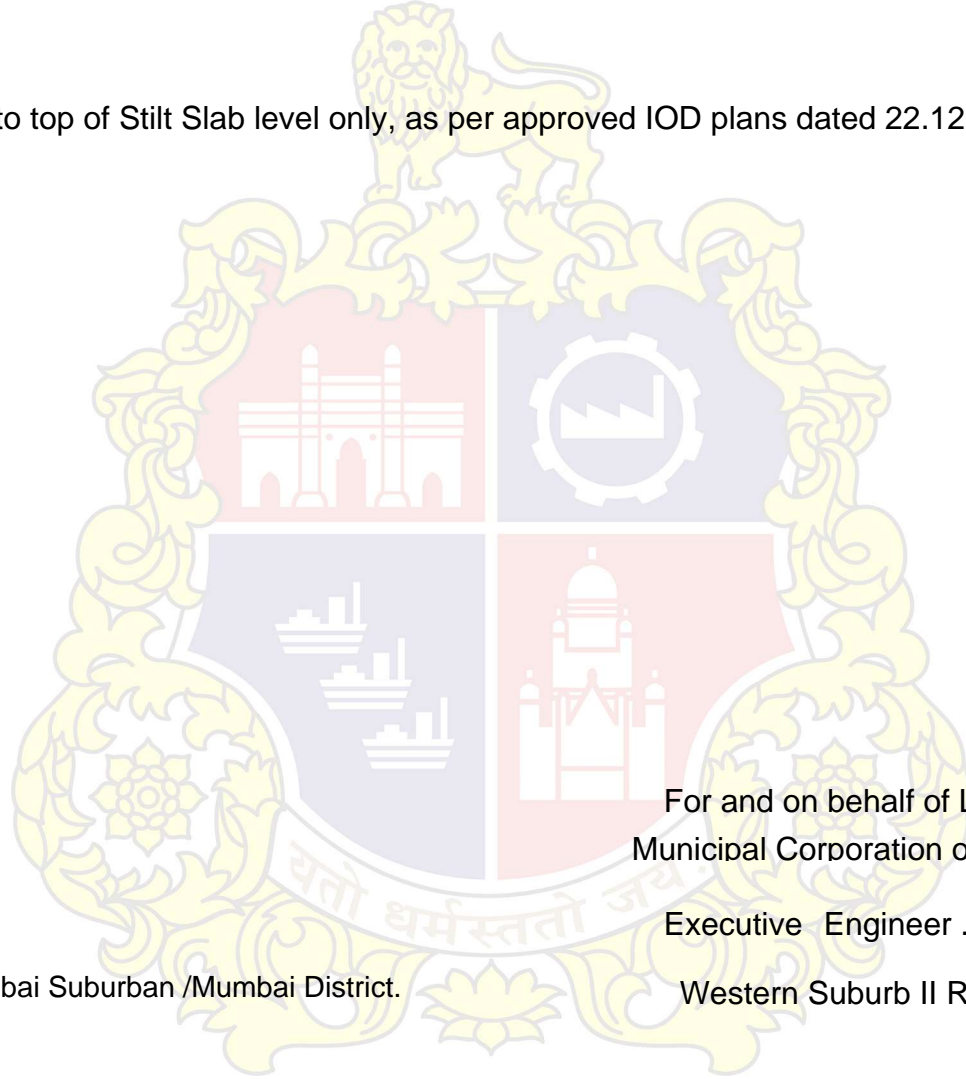 to top of Stilt Slab level only, as per approved IOD plans dated 22.12
For and on behalf of L
Municipal Corporation o
यतो धर्मस्ततो जय:
Executive Engineer .
bai Suburban /Mumbai District.
Western Suburb II R